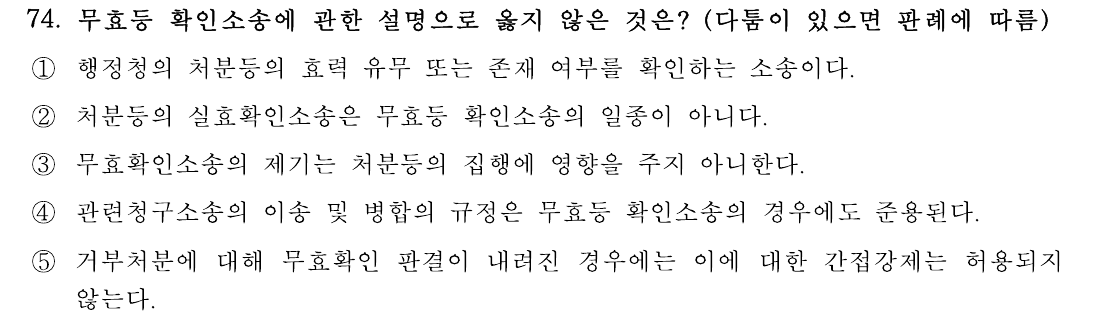 74. 무효등 확인소송에 관한 설명으로 옳지 않은 것은? (다툼이 있으면 판례에 따름)
① 행정청의 처분등의 효력 유무 또는 존재 여부를 확인하는 소송이다.
② 처분등의 실효확인소송은 무효등 확인소송의 일종이 아니다.
③ 무효확인소송의 제기는 처분등의 집행에 영향을 주지 아니한다.
④ 관련청구소송의 이송 및 병합의 규정은 무효등 확인소송의 경우에도 준용된다.
⑤ 거부처분에 대해 무효확인 판결이 내려진 경우에는 이에 대한 간접강제는 허용되지
않는다.